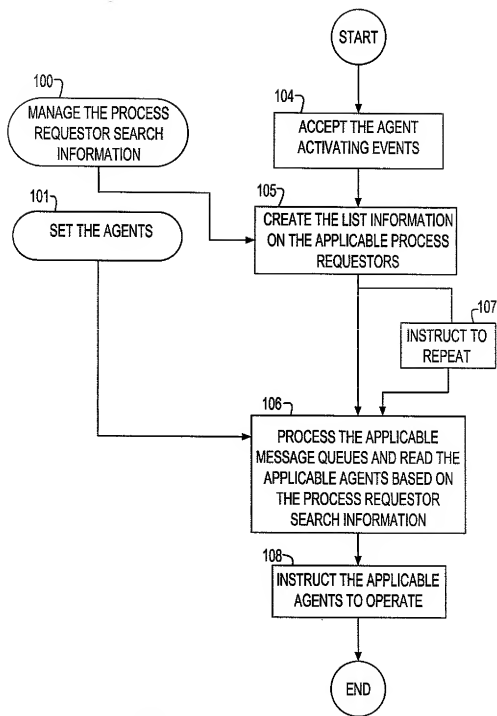 START
100
MANAGE THE PROCESS
REQUESTOR SEARCH
INFORMATION
104
ACCEPT THE AGENT
ACTIVATING EVENTS
101
SET THE AGENTS
105
CREATE THE LIST INFORMATION
ON THE APPLICABLE PROCESS
REQUESTORS
107
INSTRUCT TO
REPEAT
106
PROCESS THE APPLICABLE
MESSAGE QUEUES AND READ THE
APPLICABLE AGENTS BASED ON
THE PROCESS REQUESTOR
SEARCH INFORMATION
108
INSTRUCT THE APPLICABLE
AGENTS TO OPERATE
END